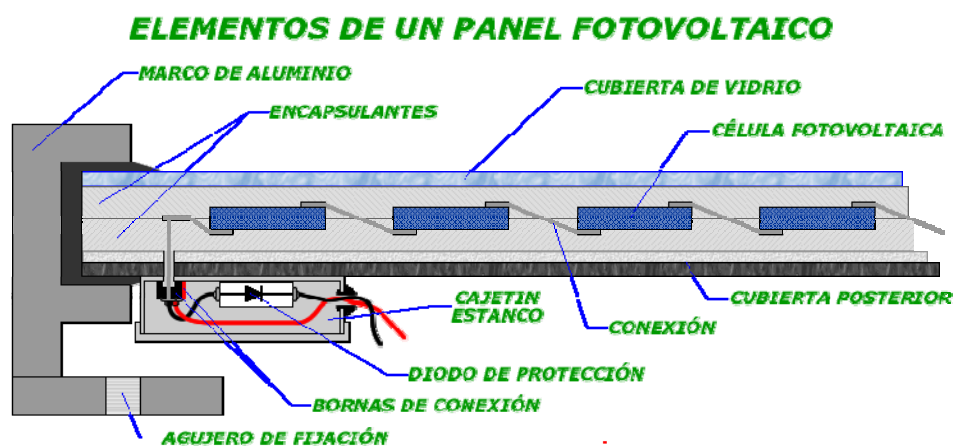 ELEMENTOS DE UN PANEL FOTOVOLTAICO
MARCO DE ALUMINIO
CUBIERTA DE VIDRIO
ENCAPSULANTES
CÉLULA FOTOVOLTAICA
CAJETIN
ESTANCO
CUBIERTA POSTERIOR
CONEXIÓN
DIODO DE PROTECCIÓN
BORNAS DE CONEXIÓN
AGUJERO DE FIJACIÓN